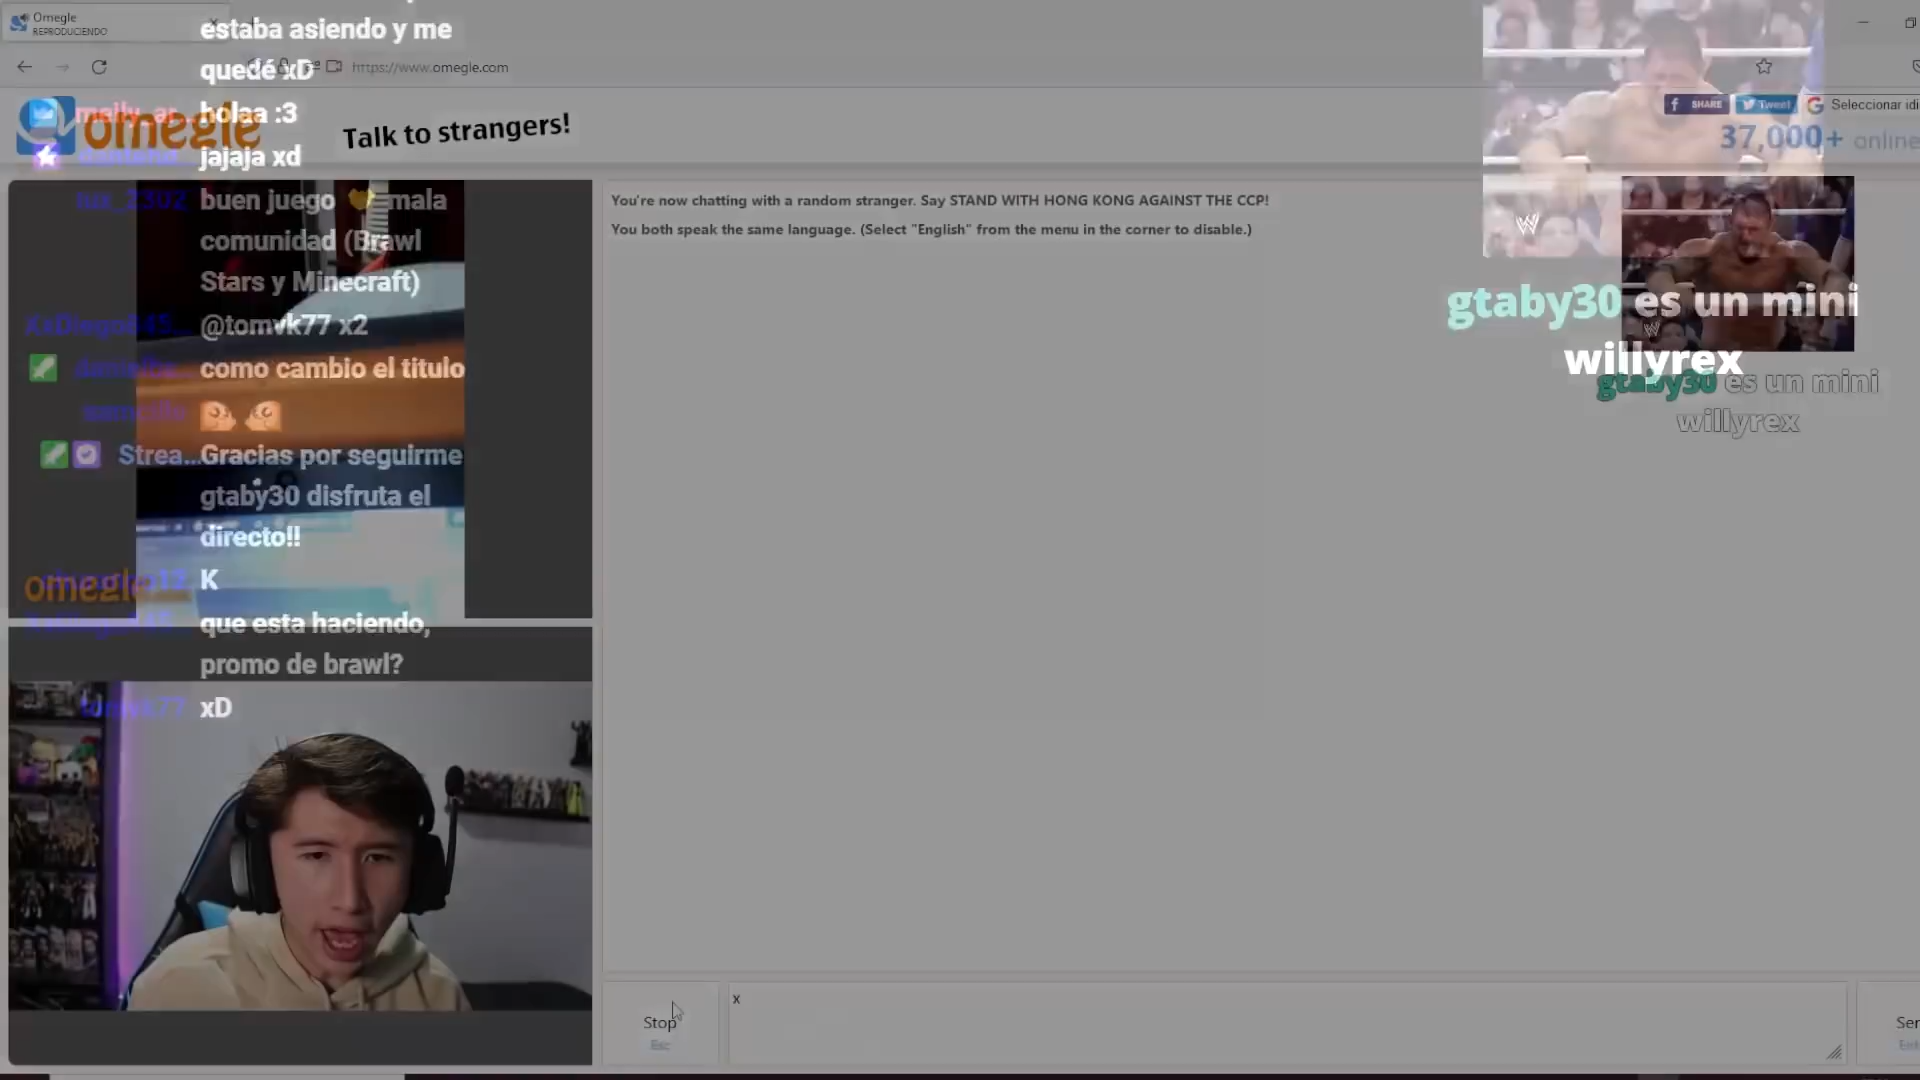 Omegle
REPRODUCIENDO
https://www.omegle.com
estaba asiendo y me
quedé xD
holaa :3
jajaja xd
omegle
Talk to strangers!
SHARE
Tweet
Seleccionar idi
37,000+ online
lux_2302 buen juego mala
comunidad (Brawl
Stars y Minecraft)
XxDiego845... @tomvk77 x2
como cambio el titulo
Strea... Gracias por seguirme
gtaby30 disfruta el
directo!!
K
omegle
que esta haciendo,
promo de brawl?
tomvk77 xD
You're now chatting with a random stranger. Say STAND WITH HONG KONG AGAINST THE CCP!
You both speak the same language. (Select "English" from the menu in the corner to disable.)
gtaby30 es un mini
willyrex
gtaby30 es un mini
willyrex
Stop
Esc
x